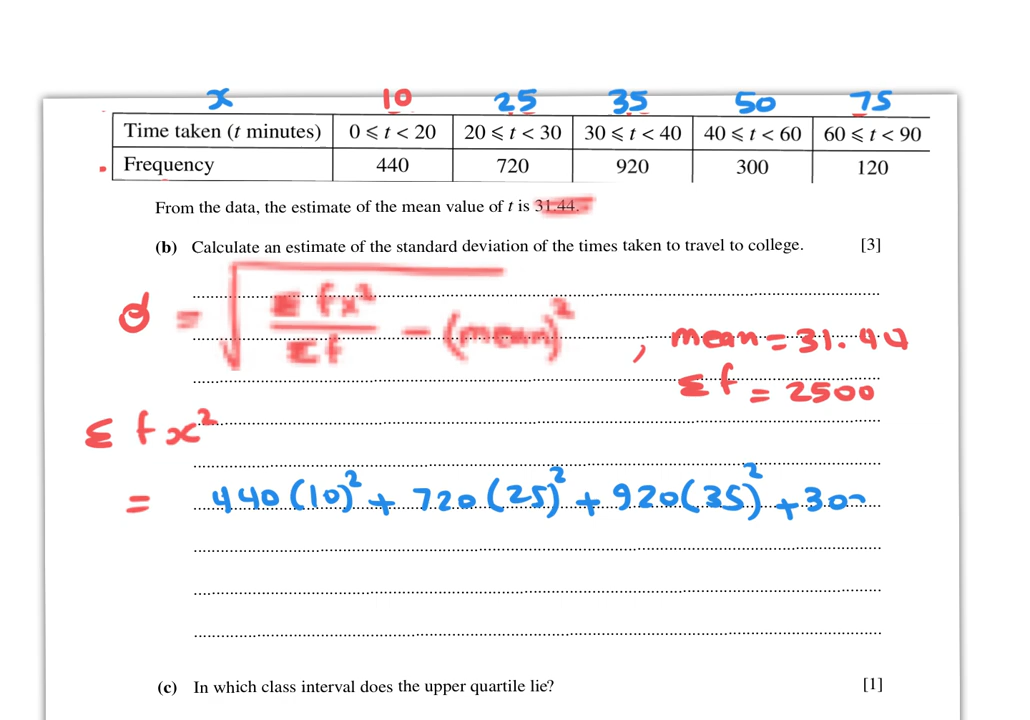 x 10 25 35 50 75
Time taken (t minutes) 0 ⩽ t < 20 20 ⩽ t < 30 30 ⩽ t < 40 40 ⩽ t < 60 60 ⩽ t < 90
Frequency 440 720 920 300 120
From the data, the estimate of the mean value of t is 31.44.
(b) Calculate an estimate of the standard deviation of the times taken to travel to college. [3]
σ = √ Σfx² / Σf - (mean)² , mean = 31.44
Σf = 2500
Σfx²
= 440(10)² + 720(25)² + 920(35)² + 300
(c) In which class interval does the upper quartile lie? [1]